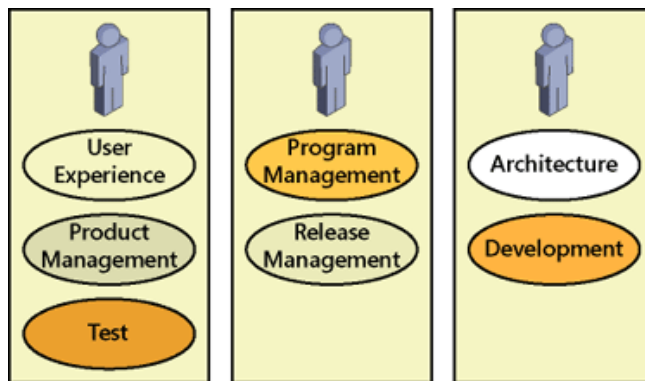 User
Experience
Product
Management
Test
Program
Management
Release
Management
Architecture
Development